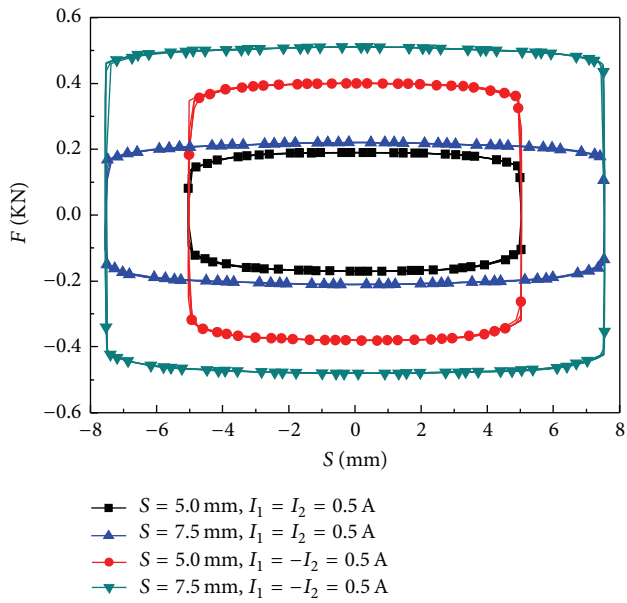 0.6
0.4
0.2
0.0
−0.2
−0.4
−0.6
F (KN)
−8 −6 −4 −2 0 2 4 6 8
S (mm)
S = 5.0 mm, I₁ = I₂ = 0.5 A
S = 7.5 mm, I₁ = I₂ = 0.5 A
S = 5.0 mm, I₁ = −I₂ = 0.5 A
S = 7.5 mm, I₁ = −I₂ = 0.5 A